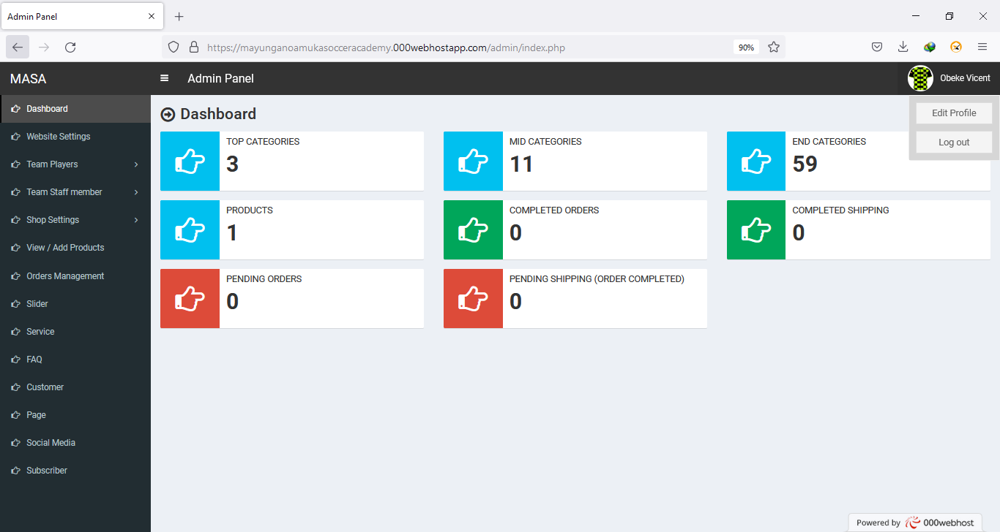 Admin Panel
https://mayunganoamukasocceracademy.000webhostapp.com/admin/index.php
90%
MASA
Admin Panel
Obeke Vicent
Edit Profile
Log out
Dashboard
Website Settings
Team Players
Team Staff member
Shop Settings
View / Add Products
Orders Management
Slider
Service
FAQ
Customer
Page
Social Media
Subscriber
Dashboard
TOP CATEGORIES
3
MID CATEGORIES
11
END CATEGORIES
59
PRODUCTS
1
COMPLETED ORDERS
0
COMPLETED SHIPPING
0
PENDING ORDERS
0
PENDING SHIPPING (ORDER COMPLETED)
0
Powered by 000webhost